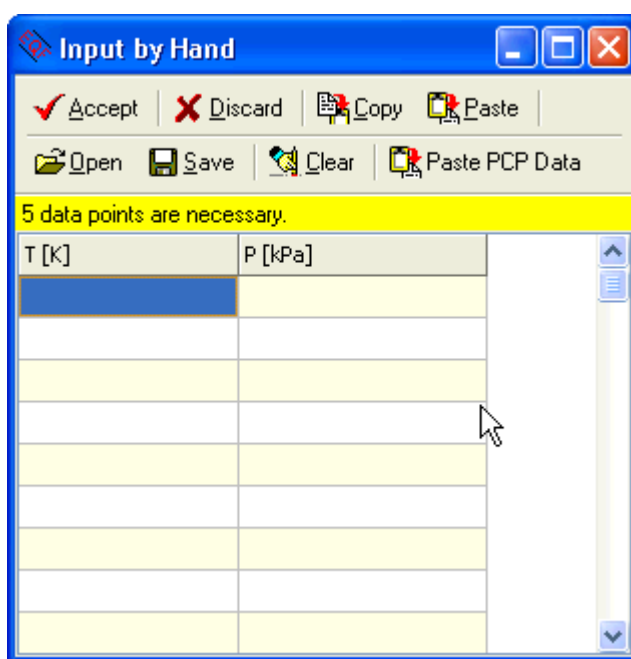 Input by Hand
Accept Discard Copy Paste
Open Save Clear Paste PCP Data
5 data points are necessary.
T [K] P [kPa]